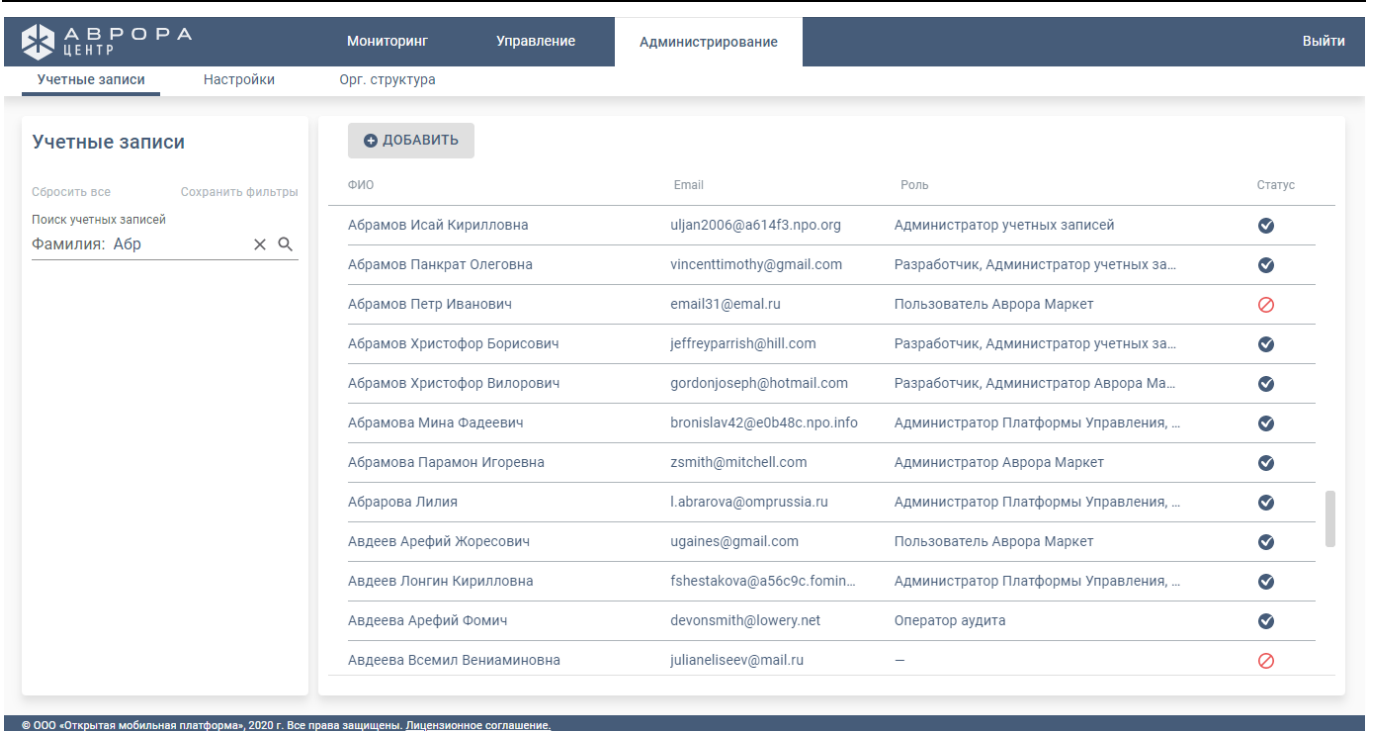 АВРОРА
ЦЕНТР
Мониторинг Управление Администрирование Выйти
Учетные записи Настройки Орг. структура
Учетные записи
ДОБАВИТЬ
Сбросить все Сохранить фильтры
ФИО Email Роль Статус
Поиск учетных записей
Фамилия: Абр
Абрамов Исай Кирилловна uljan2006@a614f3.npo.org Администратор учетных записей
Абрамов Панкрат Олеговна vincenttimothy@gmail.com Разработчик, Администратор учетных за...
Абрамов Петр Иванович email31@emal.ru Пользователь Аврора Маркет
Абрамов Христофор Борисович jeffreyparrish@hill.com Разработчик, Администратор учетных за...
Абрамов Христофор Вилорович gordonjoseph@hotmail.com Разработчик, Администратор Аврора Ма...
Абрамова Мина Фадеевич bronislav42@e0b48c.npo.info Администратор Платформы Управления, ...
Абрамова Парамон Игоревна zsmith@mitchell.com Администратор Аврора Маркет
Абрарова Лилия l.abrarova@omprussia.ru Администратор Платформы Управления, ...
Авдеев Арефий Жоресович ugaines@gmail.com Пользователь Аврора Маркет
Авдеев Лонгин Кирилловна fshestakova@a56c9c.fomin... Администратор Платформы Управления, ...
Авдеева Арефий Фомич devonsmith@lowery.net Оператор аудита
Авдеева Всемил Вениаминовна julianeliseev@mail.ru —
© ООО «Открытая мобильная платформа», 2020 г. Все права защищены. Лицензионное соглашение.